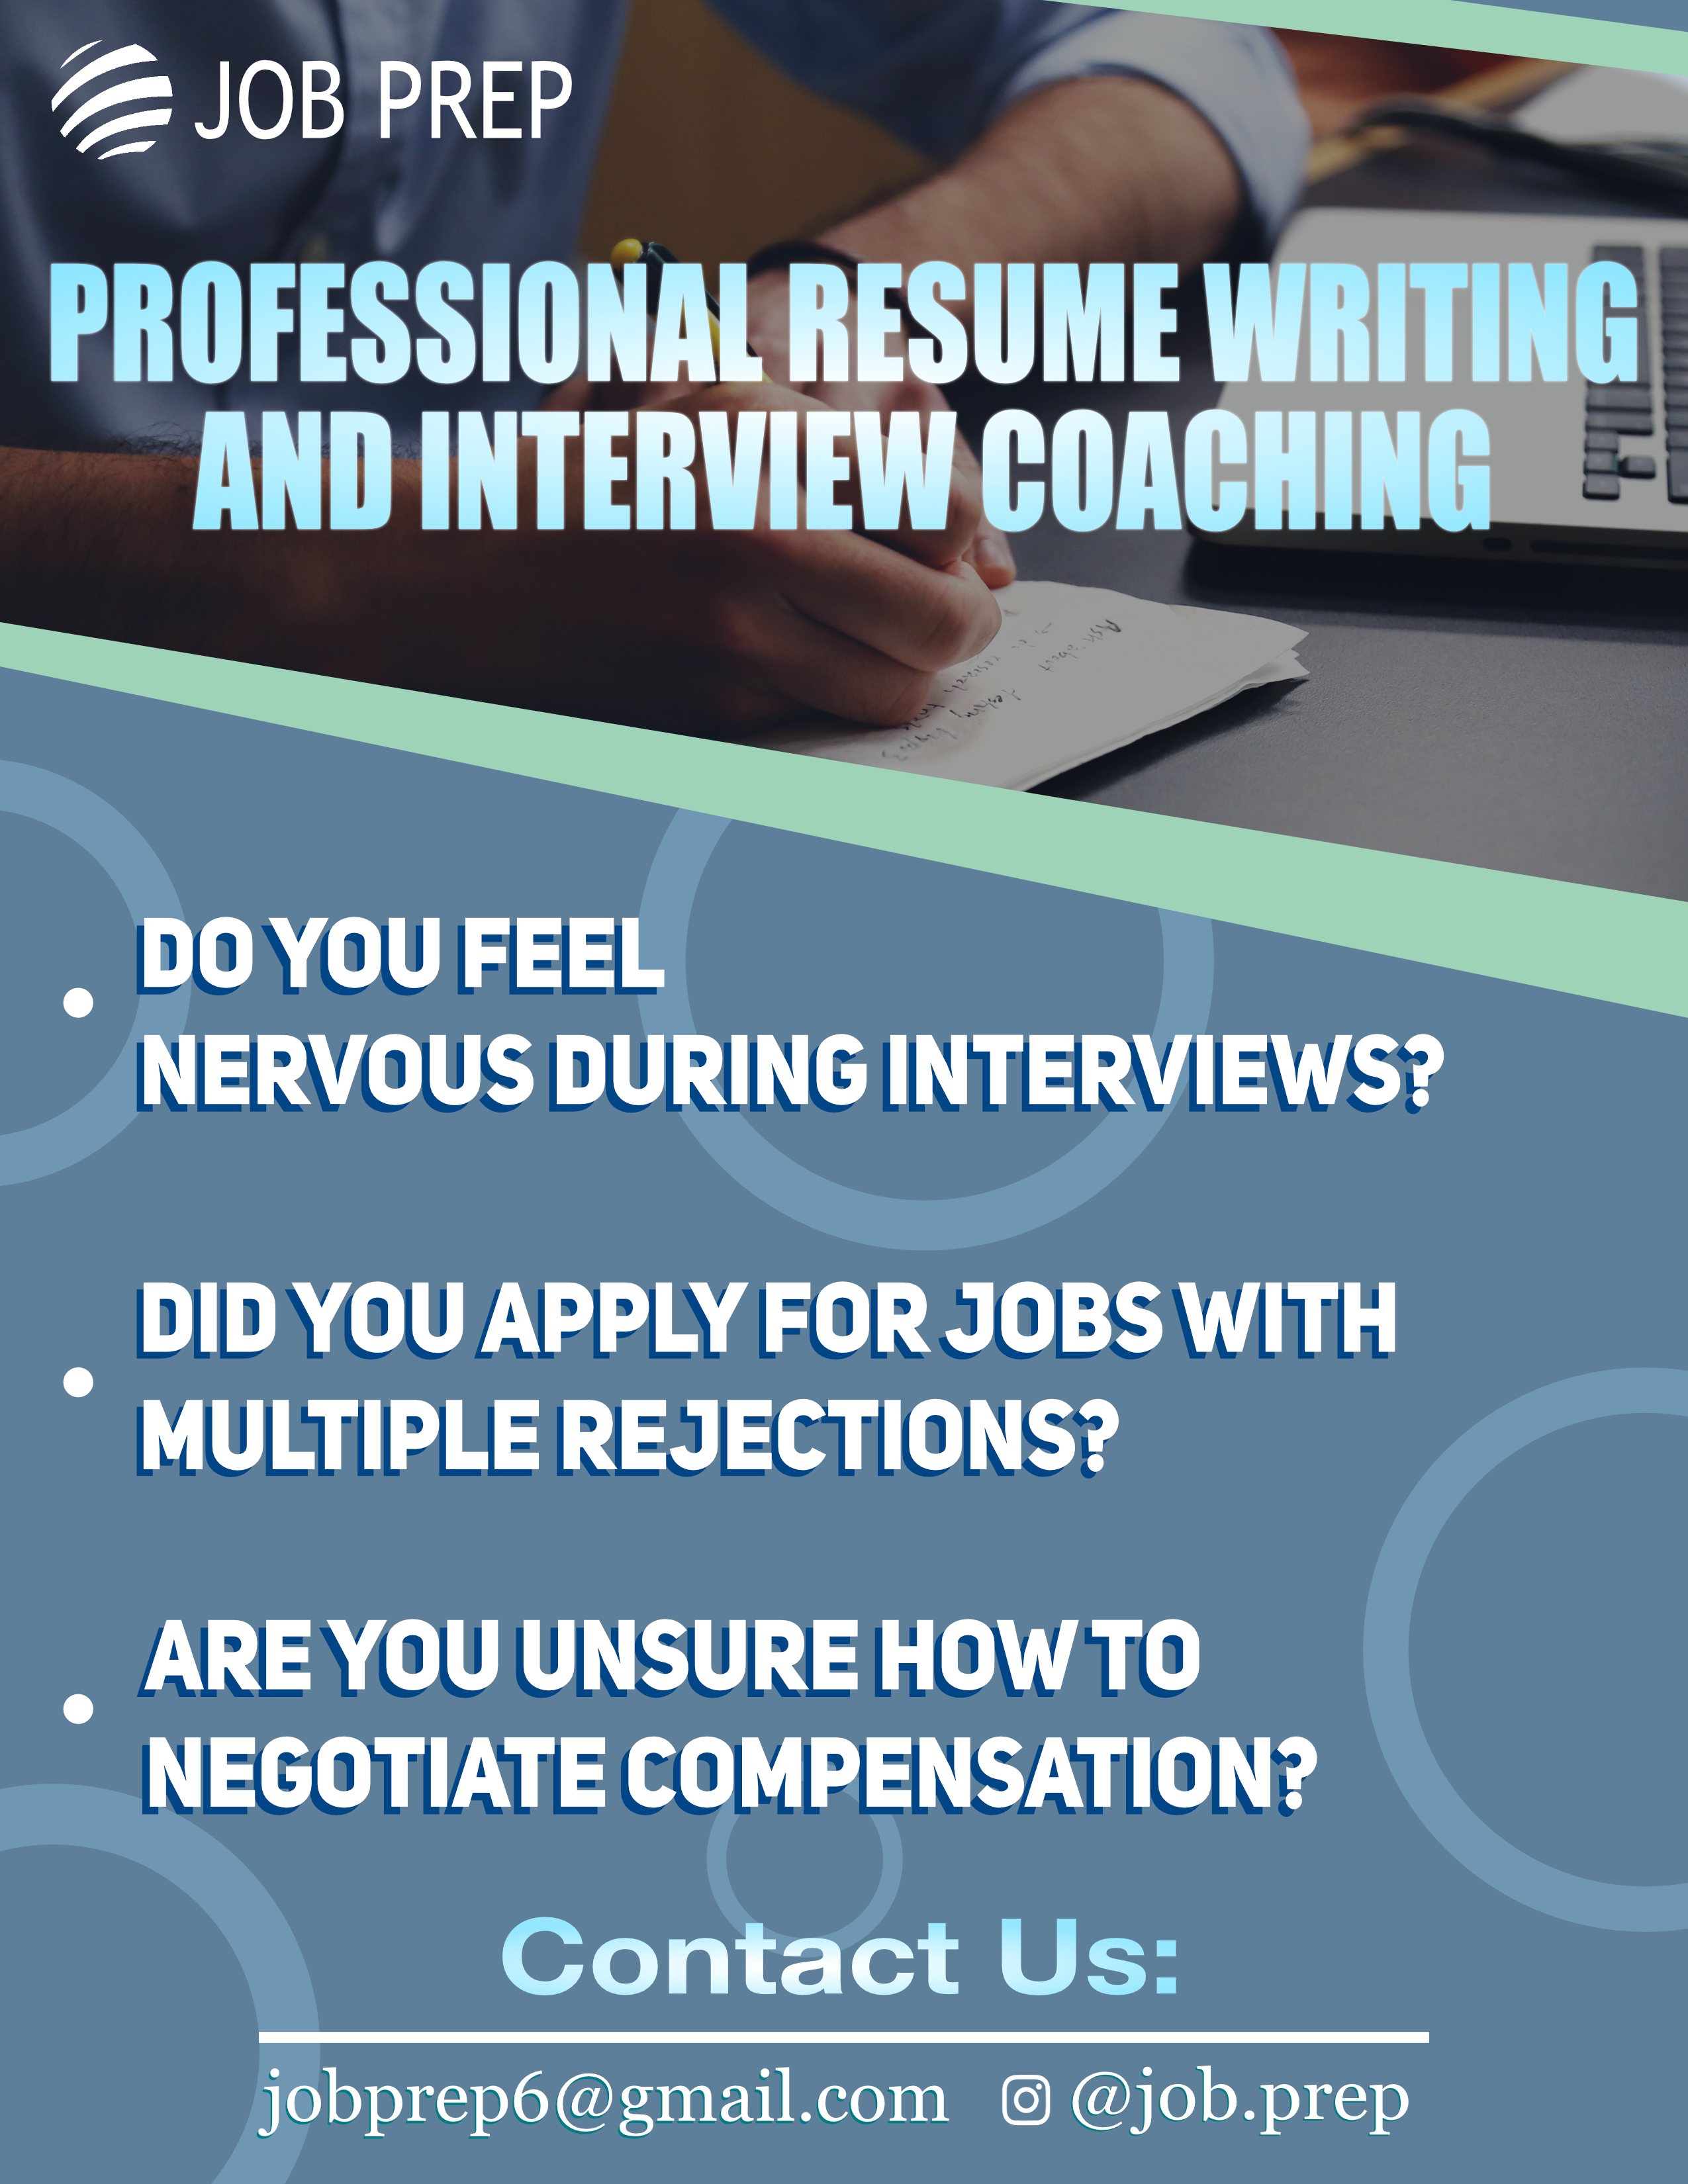 JOB PREP
PROFESSIONAL RESUME WRITING
AND INTERVIEW COACHING
DO YOU FEEL
NERVOUS DURING INTERVIEWS?
DID YOU APPLY FOR JOBS WITH
MULTIPLE REJECTIONS?
ARE YOU UNSURE HOW TO
NEGOTIATE COMPENSATION?
Contact Us:
jobprep6@gmail.com @job.prep